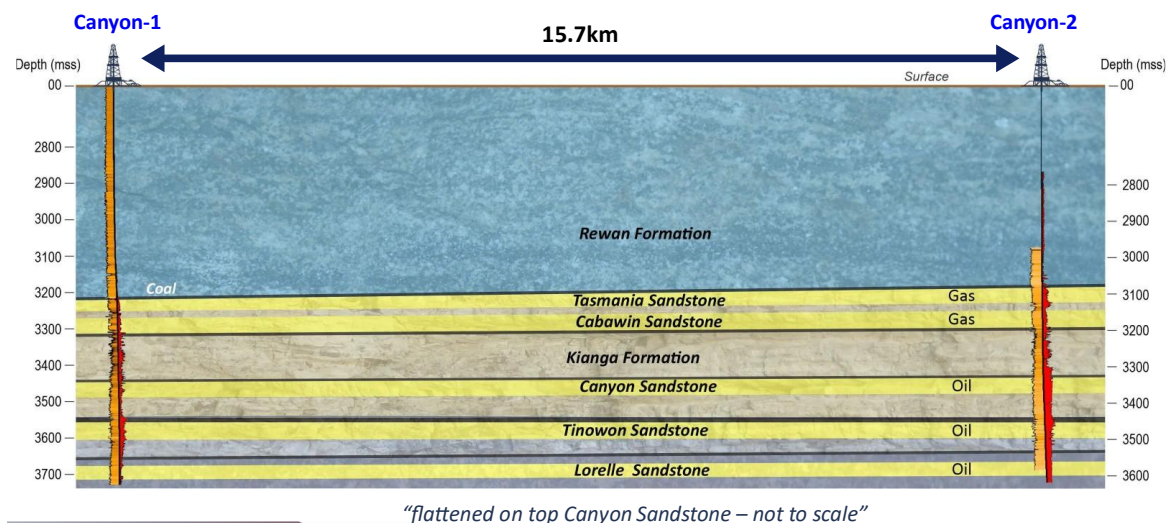 Canyon-1
15.7km
Canyon-2
Depth (mss)
Depth (mss)
Surface
00
00
2800
2900
3000
3100
3200
3300
3400
3500
3600
3700
2800
2900
3000
3100
3200
3300
3400
3500
3600
Rewan Formation
Coal
Tasmania Sandstone
Gas
Cabawin Sandstone
Gas
Kianga Formation
Canyon Sandstone
Oil
Tinowon Sandstone
Oil
Lorelle Sandstone
Oil
“flattened on top Canyon Sandstone – not to scale”